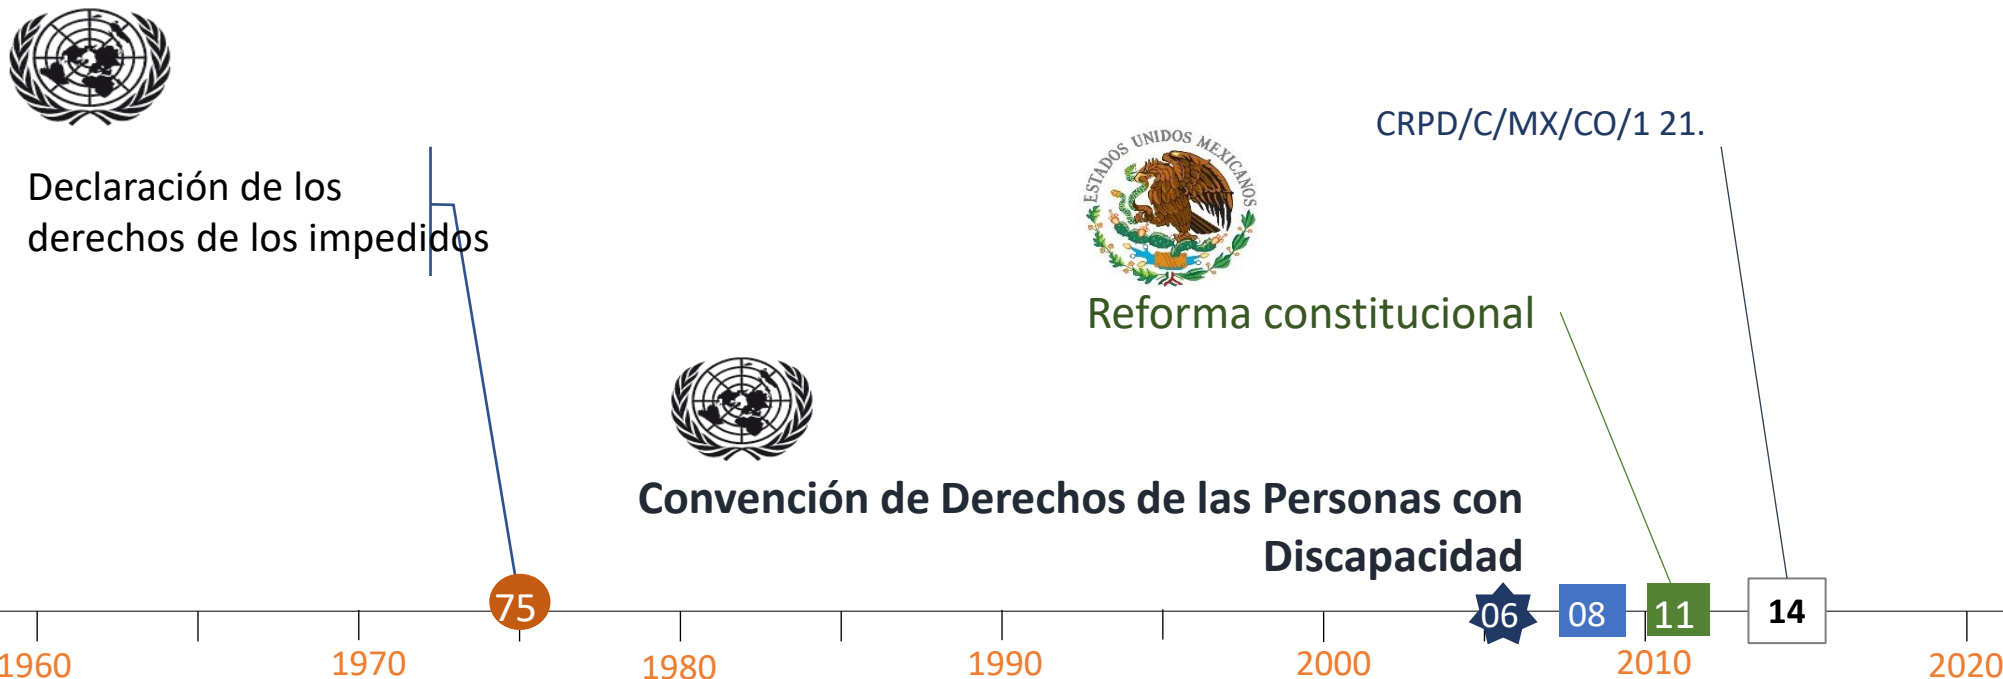 Declaración de los
derechos de los impedidos
CRPD/C/MX/CO/1 21.
ESTADOS UNIDOS MEXICANOS
Reforma constitucional
Convención de Derechos de las Personas con
Discapacidad
75
06
08
11
14
1960
1970
1980
1990
2000
2010
2020